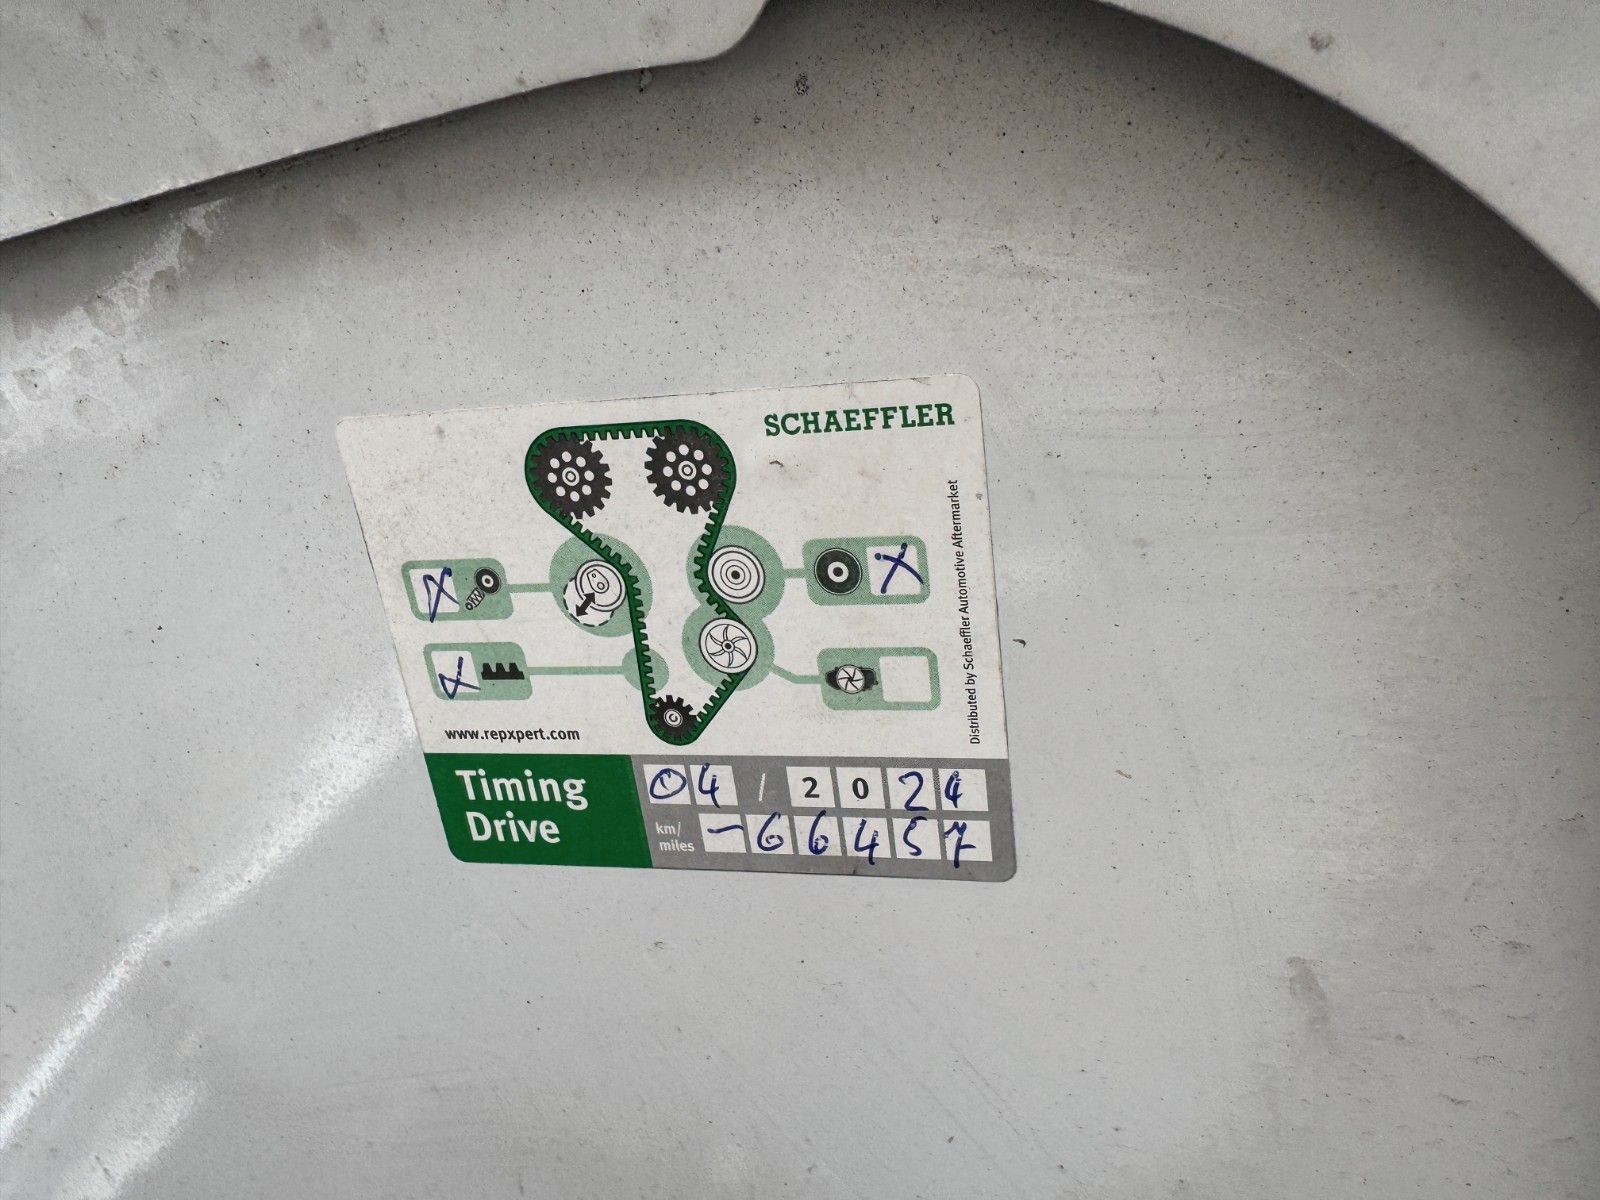 SCHAEFFLER
X
X
X
www.repxpert.com
Distributed by Schaeffler Automotive Aftermarket
Timing Drive
04 / 2024
km/ miles - 66457